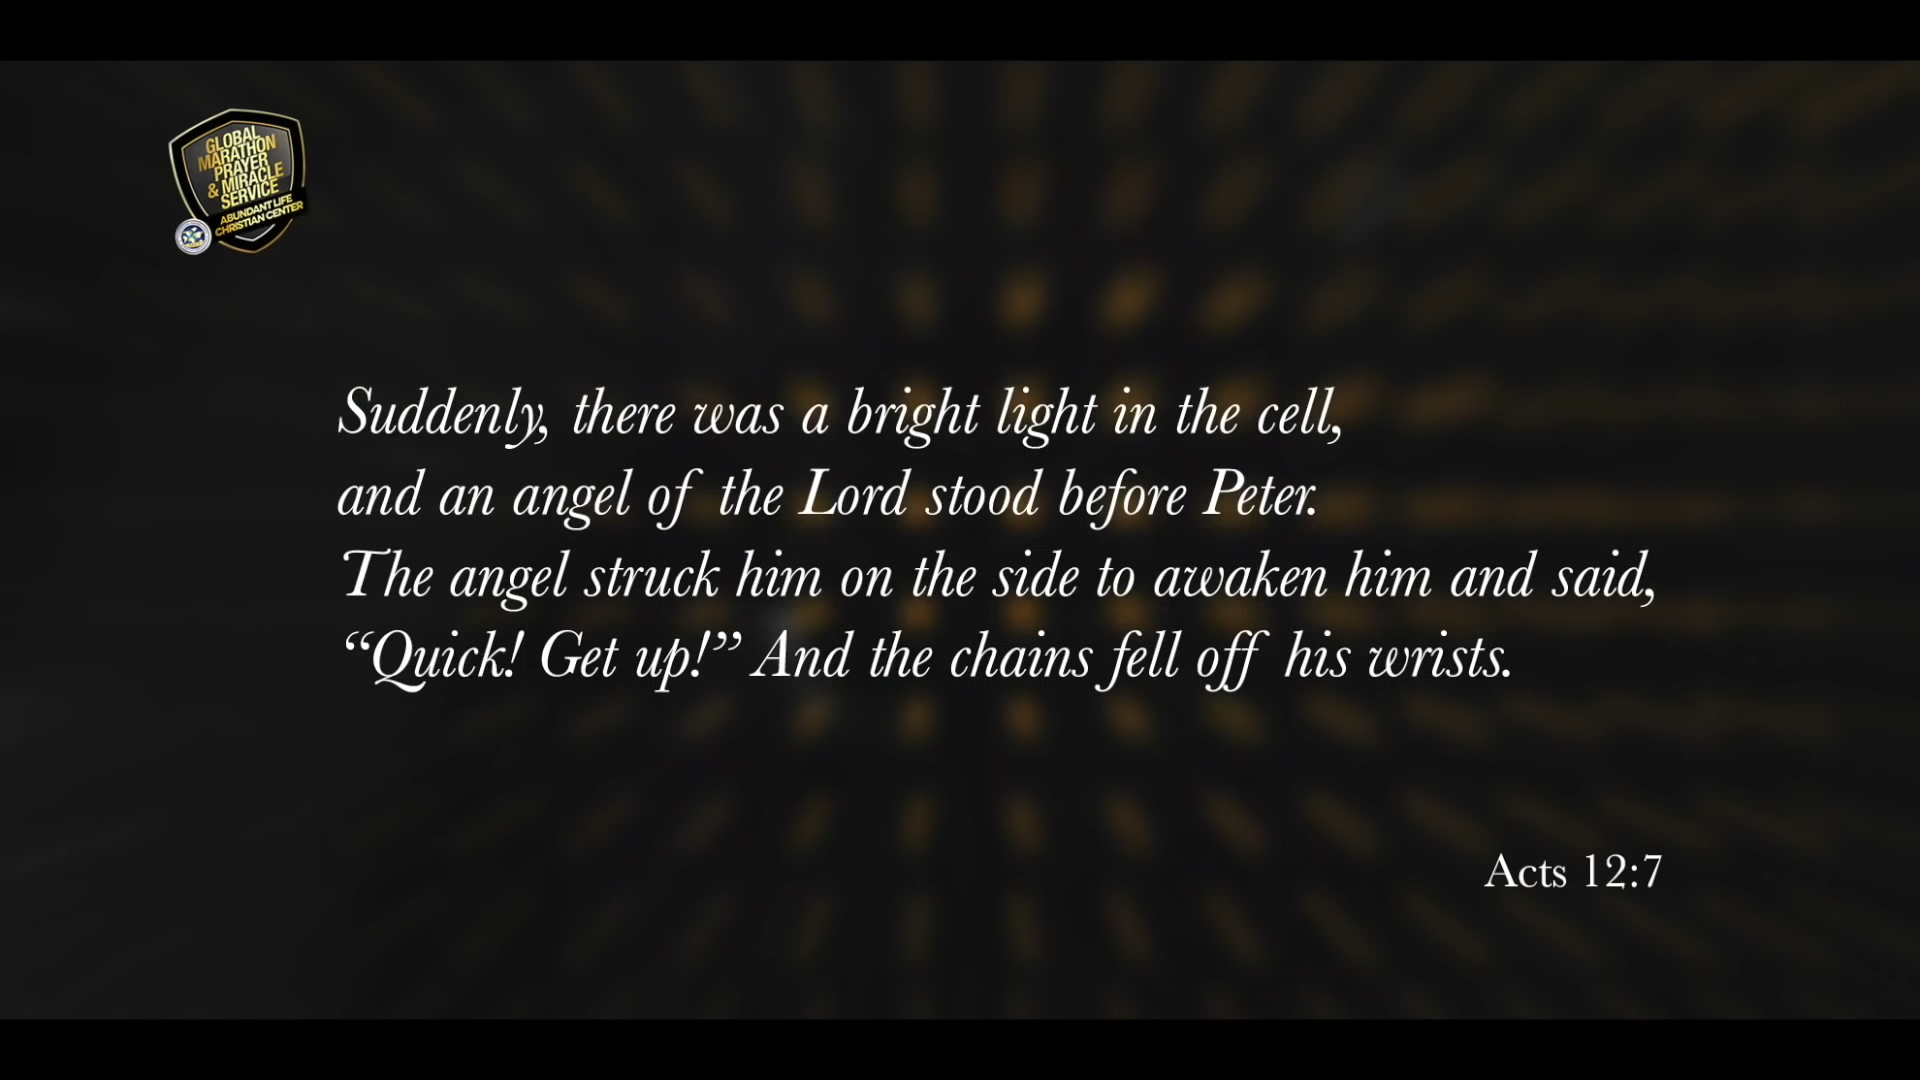 GLOBAL
MARATHON
PRAYER
& MIRACLE
SERVICE
ABUNDANT LIFE
CHRISTIAN CENTER
Suddenly, there was a bright light in the cell,
and an angel of the Lord stood before Peter.
The angel struck him on the side to awaken him and said,
“Quick! Get up!” And the chains fell off his wrists.
Acts 12:7